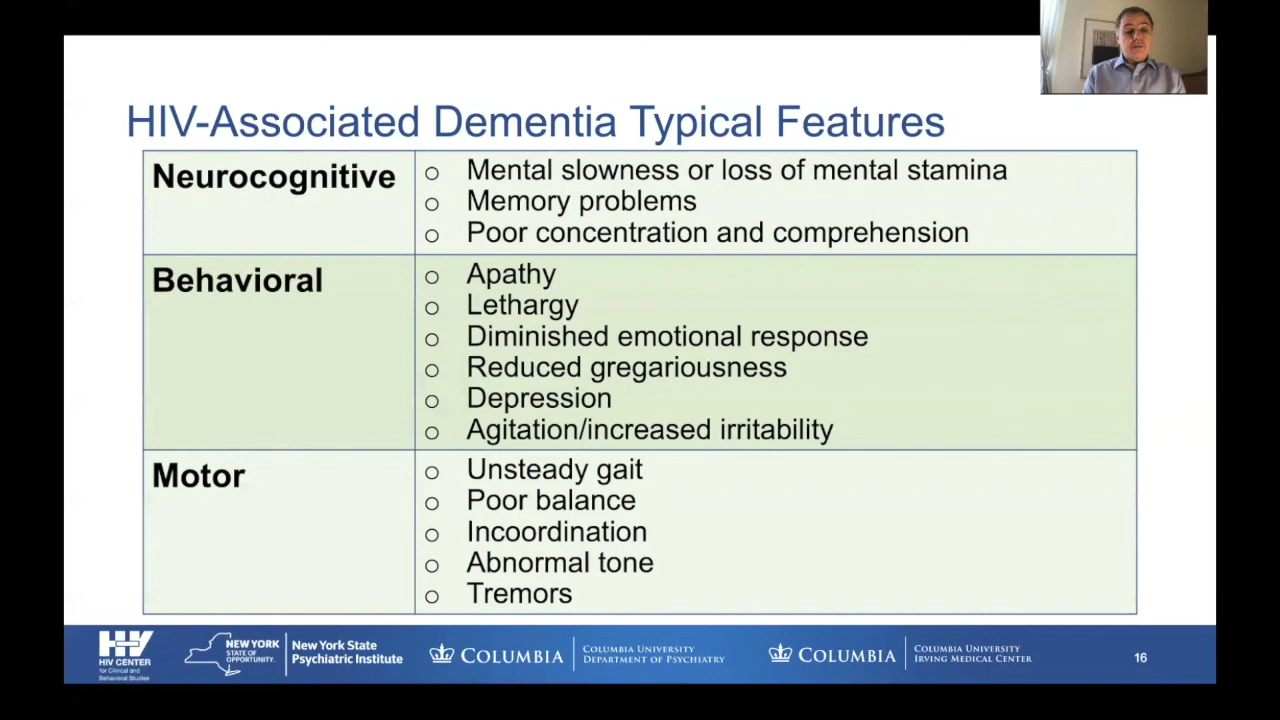 HIV-Associated Dementia Typical Features
Neurocognitive
o Mental slowness or loss of mental stamina
o Memory problems
o Poor concentration and comprehension
Behavioral
o Apathy
o Lethargy
o Diminished emotional response
o Reduced gregariousness
o Depression
o Agitation/increased irritability
Motor
o Unsteady gait
o Poor balance
o Incoordination
o Abnormal tone
o Tremors
HIV
HIV CENTER
for Clinical and
Behavioral Studies
NEW YORK
STATE OF
OPPORTUNITY.
New York State
Psychiatric Institute
COLUMBIA
COLUMBIA UNIVERSITY
DEPARTMENT OF PSYCHIATRY
COLUMBIA
COLUMBIA UNIVERSITY
IRVING MEDICAL CENTER
16